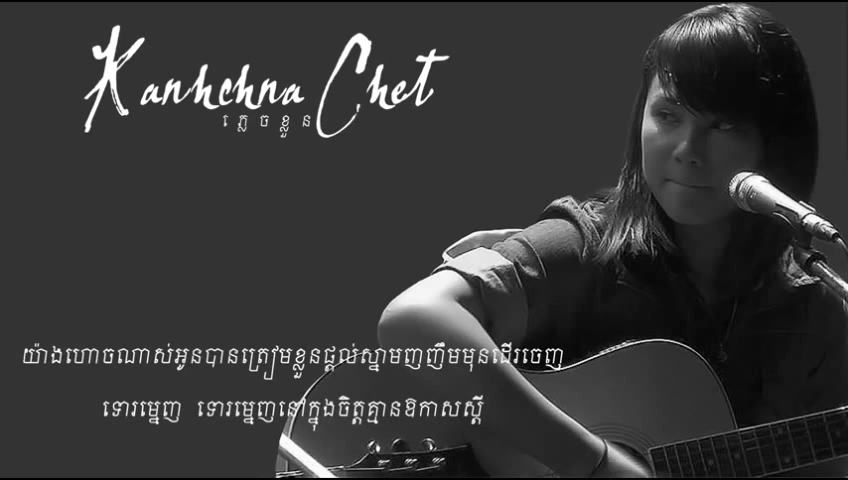 Kanhchna Chet
ភ្លេចខ្លួន
យ៉ាងហោចណាស់អូនបានត្រៀមខ្លួនផ្ដល់ស្នាមញញឹមមុនដើរចេញ
ទោរម្នេញ ទោរម្នេញនៅក្នុងចិត្តគ្មានឱកាសស្ដី